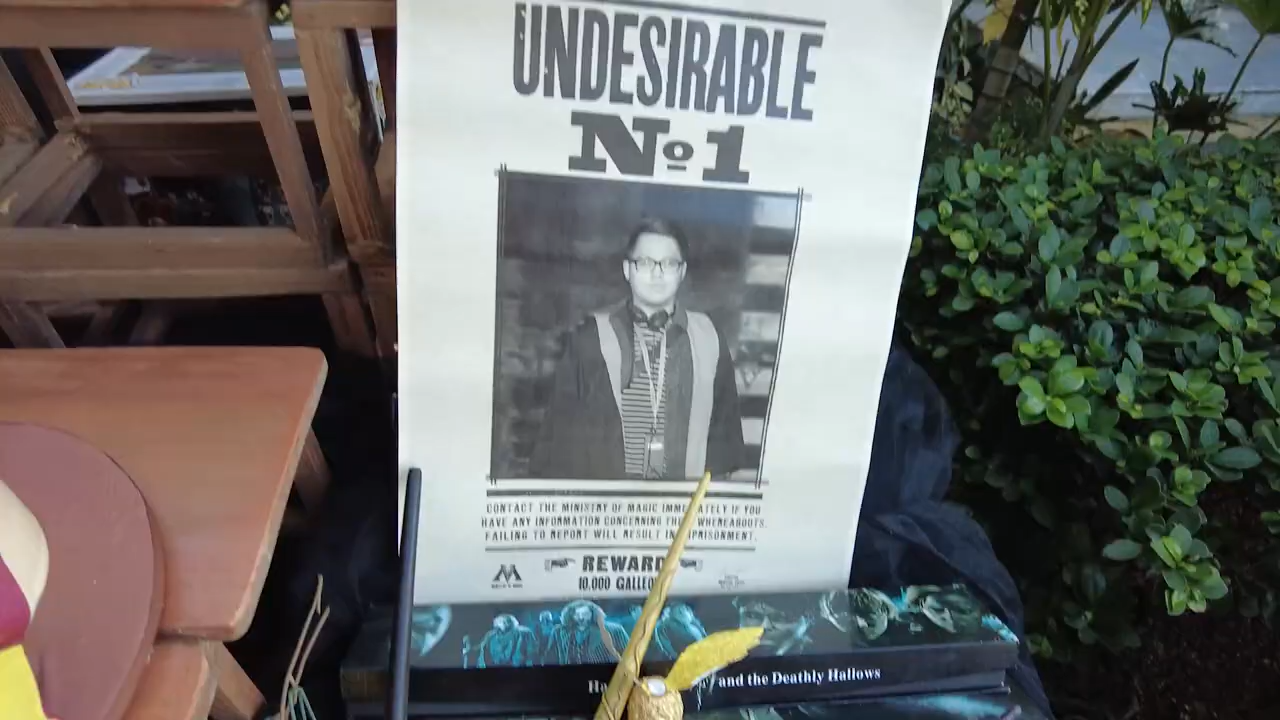 UNDESIRABLE
Nº1
CONTACT THE MINISTRY OF MAGIC IMMEDIATELY IF YOU
HAVE ANY INFORMATION CONCERNING WHEREABOUTS.
FAILING TO REPORT WILL RESULT IN IMPRISONMENT.
REWARD
10.000 GALLEO
M
and the Deathly Hallows